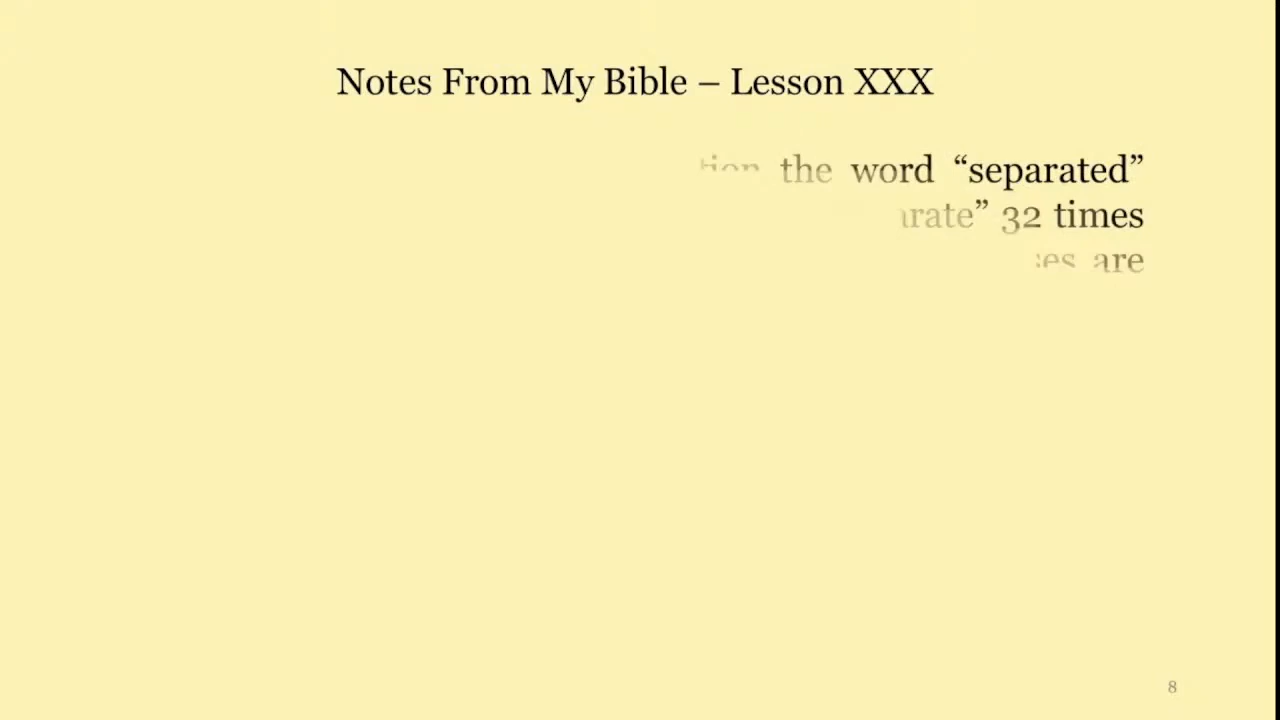 Notes From My Bible – Lesson XXX
the word “separated”
32 times
are
8